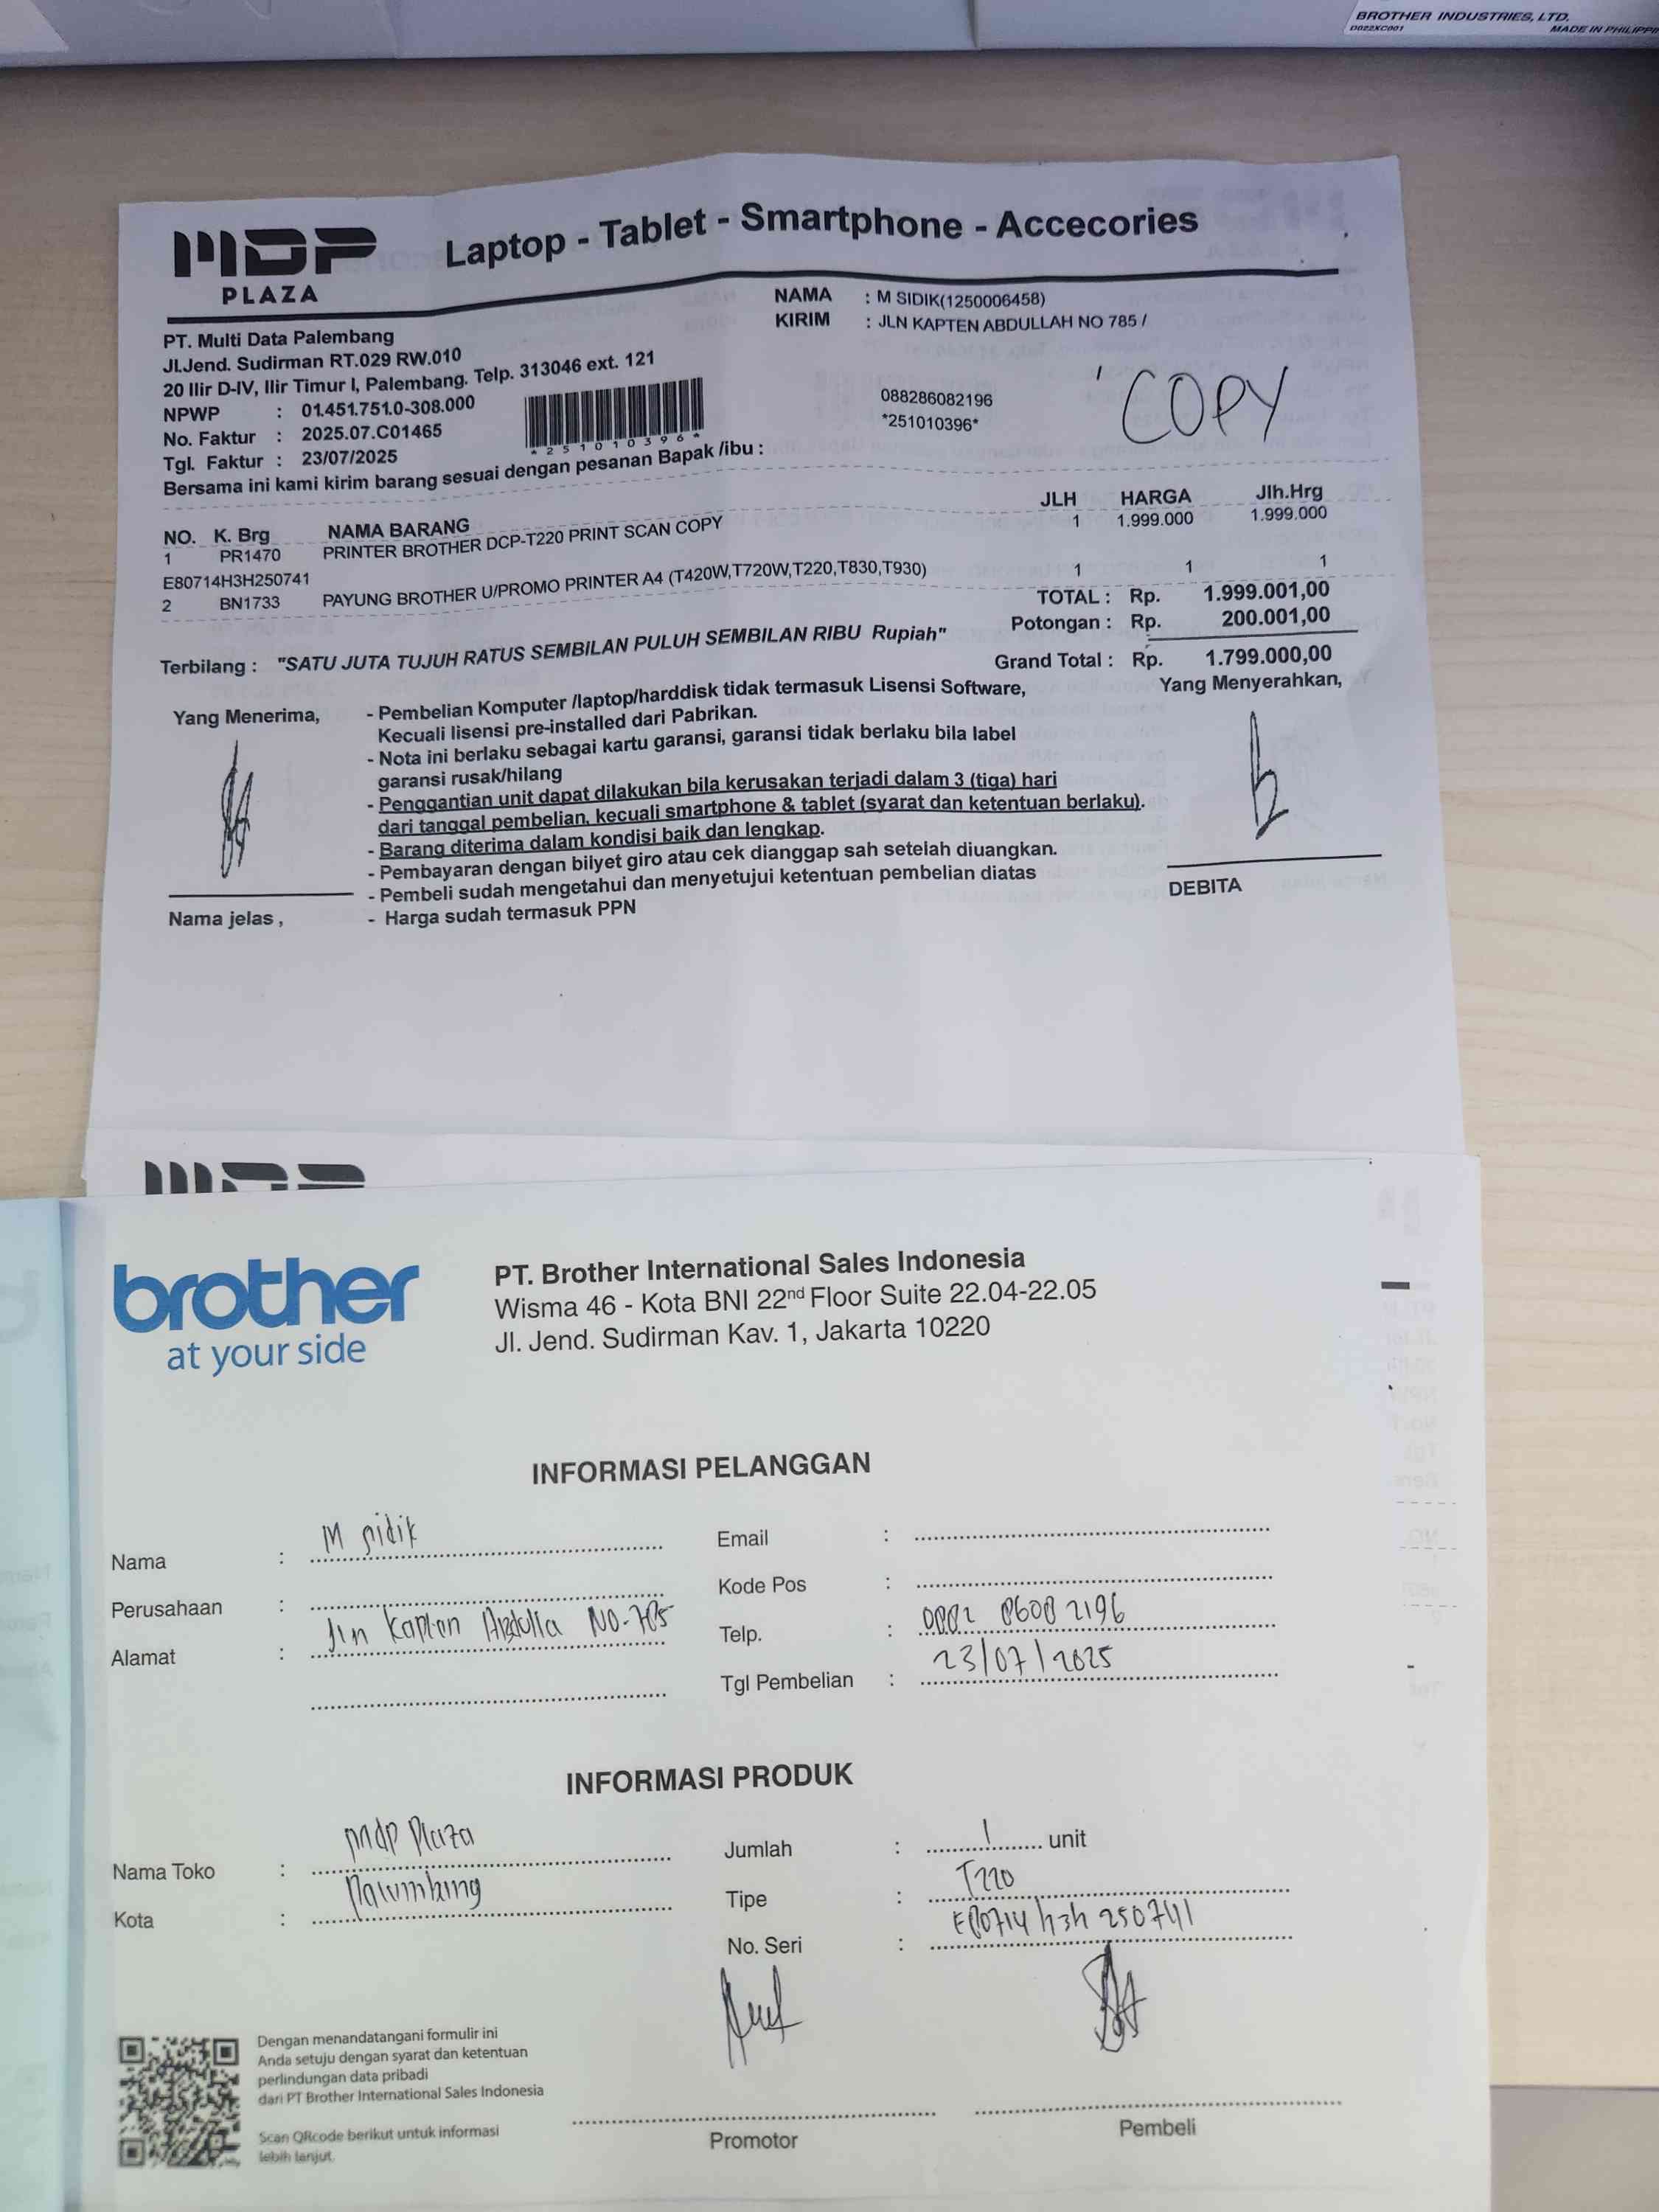 BROTHER INDUSTRIES, LTD.
D022XC001
MADE IN PHILIPPI
MDP
PLAZA
Laptop - Tablet - Smartphone - Accecories
PT. Multi Data Palembang
Jl.Jend. Sudirman RT.029 RW.010
20 Ilir D-IV, Ilir Timur I, Palembang. Telp. 313046 ext. 121
NPWP : 01.451.751.0-308.000
No. Faktur : 2025.07.C01465
Tgl. Faktur : 23/07/2025
*251010396*
NAMA : M SIDIK(1250006458)
KIRIM : JLN KAPTEN ABDULLAH NO 785 /
088286082196
*251010396*
COPY
Bersama ini kami kirim barang sesuai dengan pesanan Bapak /ibu :
NO. K. Brg NAMA BARANG JLH HARGA Jlh.Hrg
1 PR1470 PRINTER BROTHER DCP-T220 PRINT SCAN COPY 1 1.999.000 1.999.000
E80714H3H250741
2 BN1733 PAYUNG BROTHER U/PROMO PRINTER A4 (T420W,T720W,T220,T830,T930) 1 1 1
TOTAL : Rp. 1.999.001,00
Potongan : Rp. 200.001,00
Terbilang : "SATU JUTA TUJUH RATUS SEMBILAN PULUH SEMBILAN RIBU Rupiah"
Grand Total : Rp. 1.799.000,00
Yang Menerima,
- Pembelian Komputer /laptop/harddisk tidak termasuk Lisensi Software,
Kecuali lisensi pre-installed dari Pabrikan.
- Nota ini berlaku sebagai kartu garansi, garansi tidak berlaku bila label
garansi rusak/hilang
- Penggantian unit dapat dilakukan bila kerusakan terjadi dalam 3 (tiga) hari
dari tanggal pembelian, kecuali smartphone & tablet (syarat dan ketentuan berlaku).
- Barang diterima dalam kondisi baik dan lengkap.
- Pembayaran dengan bilyet giro atau cek dianggap sah setelah diuangkan.
- Pembeli sudah mengetahui dan menyetujui ketentuan pembelian diatas
- Harga sudah termasuk PPN
Yang Menyerahkan,
DEBITA
Nama jelas ,
brother
at your side
PT. Brother International Sales Indonesia
Wisma 46 - Kota BNI 22nd Floor Suite 22.04-22.05
Jl. Jend. Sudirman Kav. 1, Jakarta 10220
INFORMASI PELANGGAN
Nama : M sidik
Perusahaan :
Alamat : Jln Kapten Abdulla NO-785
Email :
Kode Pos :
Telp. : 0882 8608 2196
Tgl Pembelian : 23/07/2025
INFORMASI PRODUK
Nama Toko : MDP Plaza
Kota : Palembang
Jumlah : 1 unit
Tipe : T220
No. Seri : E80714h3h250741
Dengan menandatangani formulir ini
Anda setuju dengan syarat dan ketentuan
perlindungan data pribadi
dari PT Brother International Sales Indonesia
Scan QRcode berikut untuk informasi
lebih lanjut.
Promotor
Pembeli